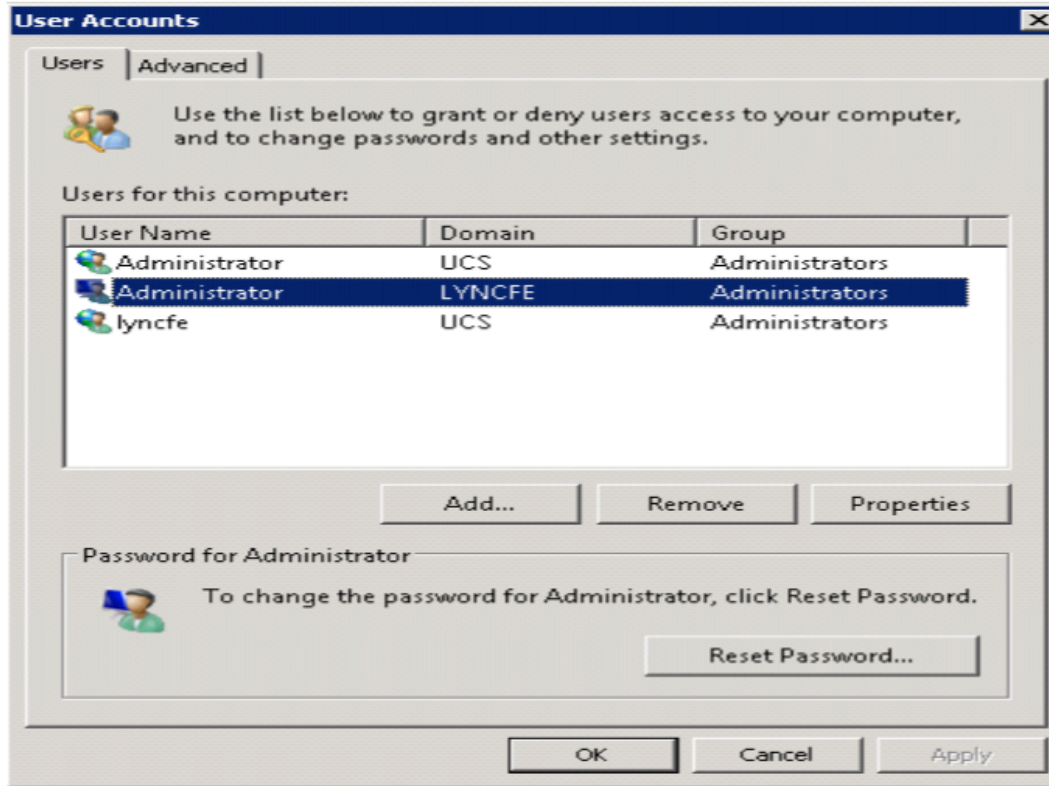 User Accounts
Users Advanced
Use the list below to grant or deny users access to your computer,
and to change passwords and other settings.
Users for this computer:
User Name Domain Group
Administrator UCS Administrators
Administrator LYNCFE Administrators
lyncfe UCS Administrators
Add... Remove Properties
Password for Administrator
To change the password for Administrator, click Reset Password.
Reset Password...
OK Cancel Apply